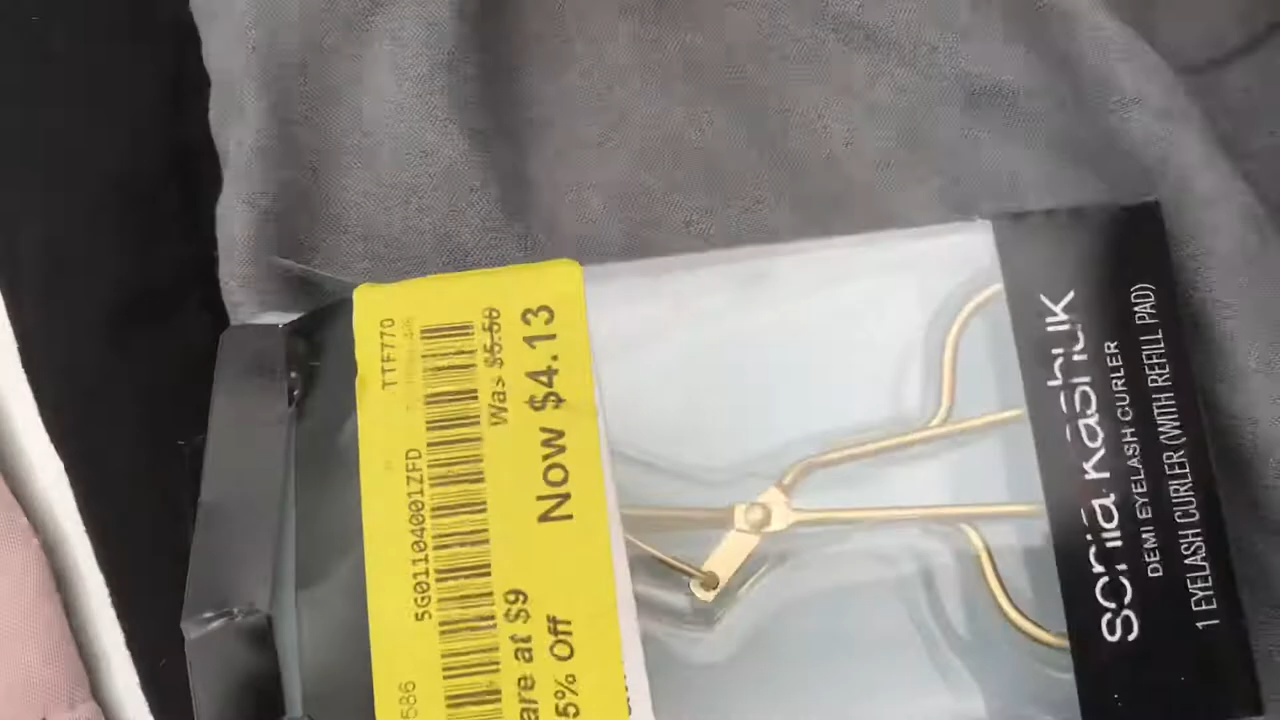 TTF770
5G01104001ZFD
586
Was $5.50
Now $4.13
are at $9
5% Off
sonia kashuk
DEMI EYELASH CURLER
1 EYELASH CURLER (WITH REFILL PAD)